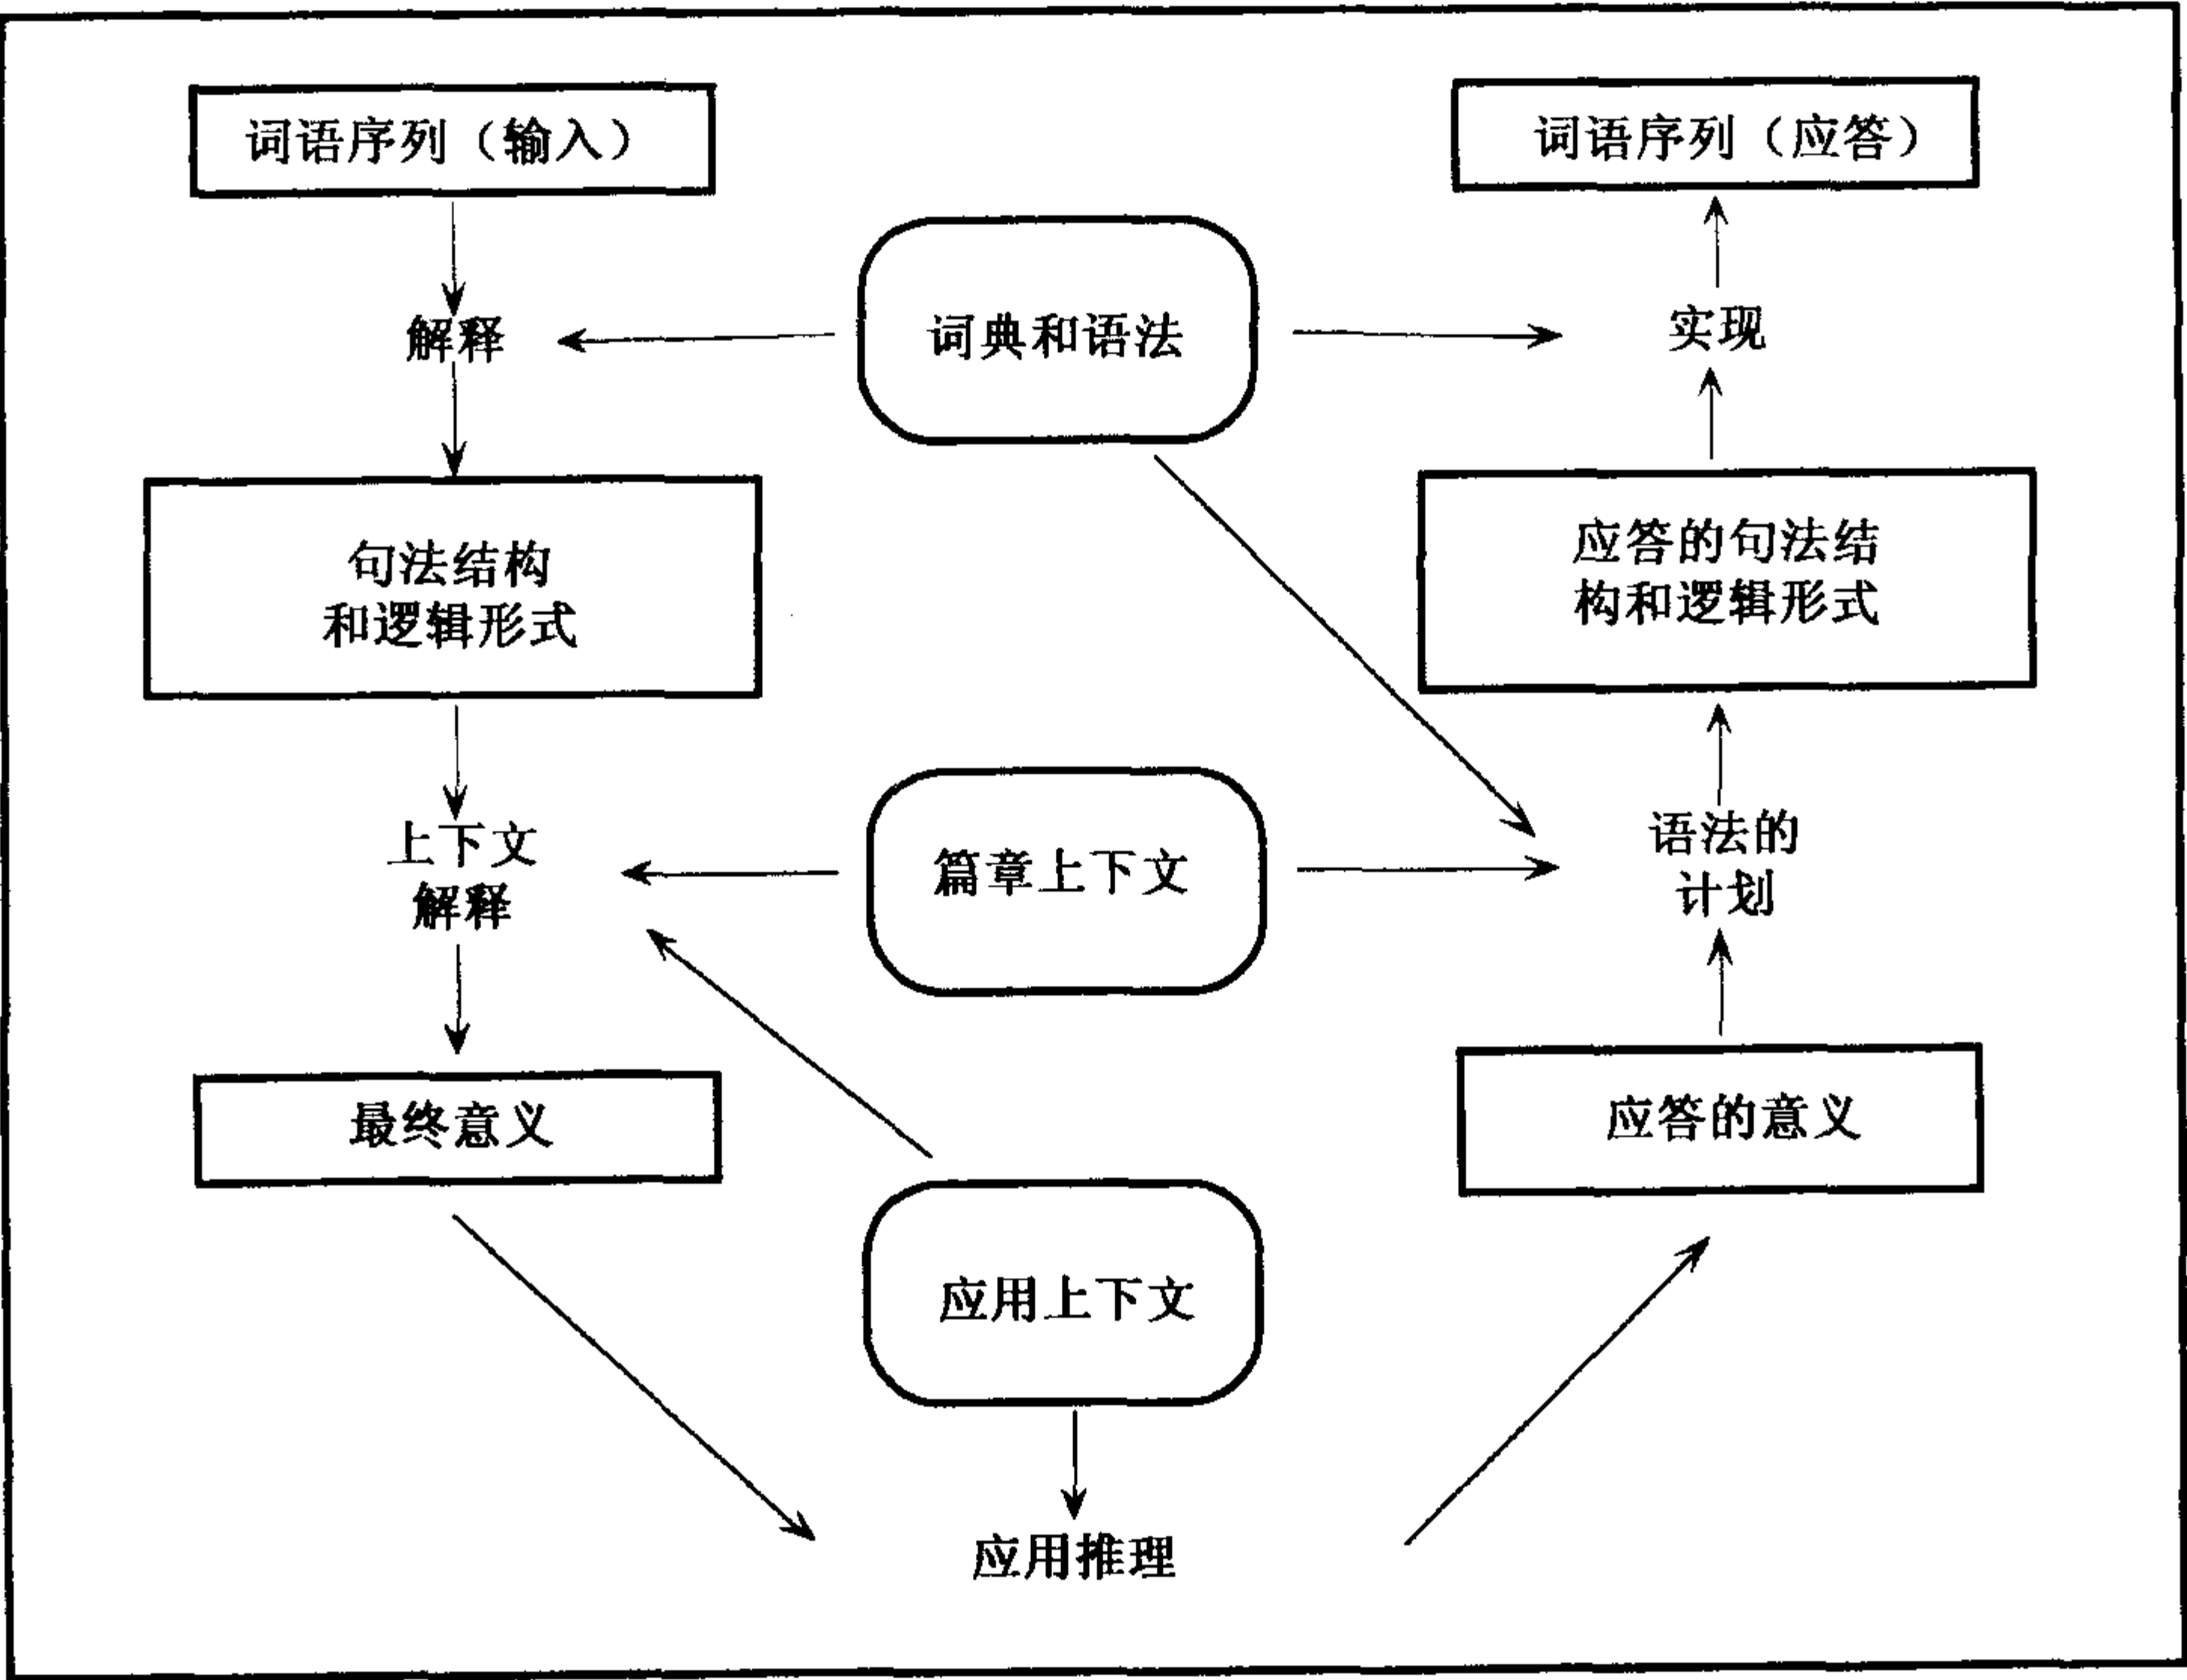 词语序列（输入）
词语序列（应答）
词典和语法
解释
实现
句法结构
和逻辑形式
应答的句法结
构和逻辑形式
上下文
解释
篇章上下文
语法的
计划
最终意义
应答的意义
应用上下文
应用推理